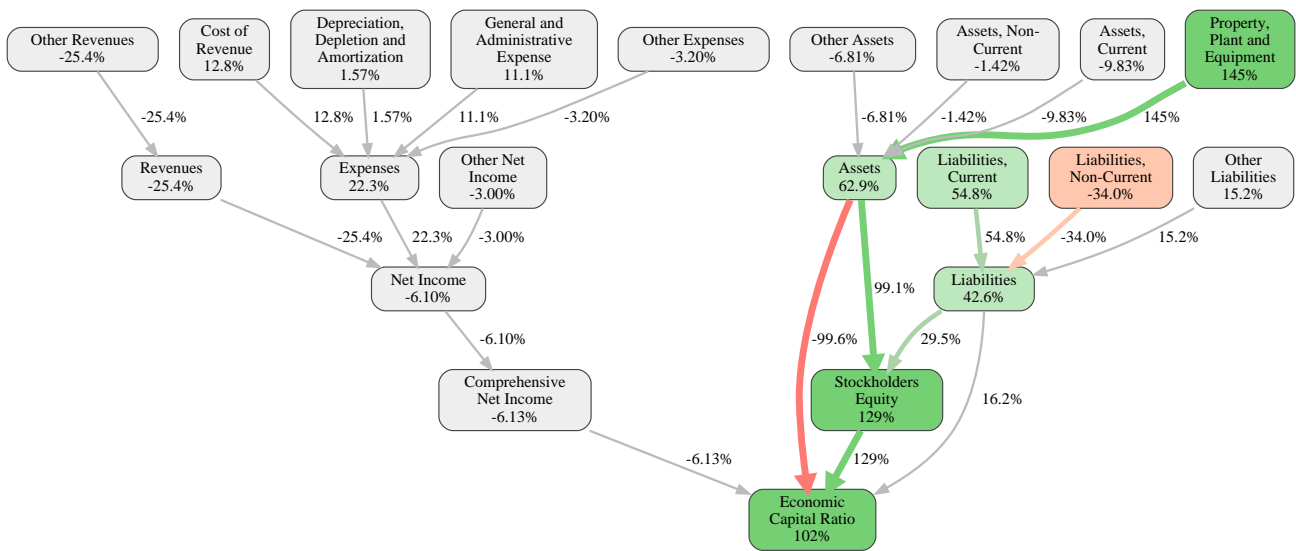 Other Revenues
-25.4%
Cost of
Revenue
12.8%
Depreciation,
Depletion and
Amortization
1.57%
General and
Administrative
Expense
11.1%
Other Expenses
-3.20%
Other Assets
-6.81%
Assets, Non-
Current
-1.42%
Assets,
Current
-9.83%
Property,
Plant and
Equipment
145%
-25.4%
12.8%
1.57%
11.1%
-3.20%
-6.81%
-1.42%
-9.83%
145%
Revenues
-25.4%
Expenses
22.3%
Other Net
Income
-3.00%
Assets
62.9%
Liabilities,
Current
54.8%
Liabilities,
Non-Current
-34.0%
Other
Liabilities
15.2%
-25.4%
22.3%
-3.00%
54.8%
-34.0%
15.2%
Net Income
-6.10%
99.1%
Liabilities
42.6%
-6.10%
-99.6%
29.5%
Comprehensive
Net Income
-6.13%
Stockholders
Equity
129%
16.2%
-6.13%
129%
Economic
Capital Ratio
102%